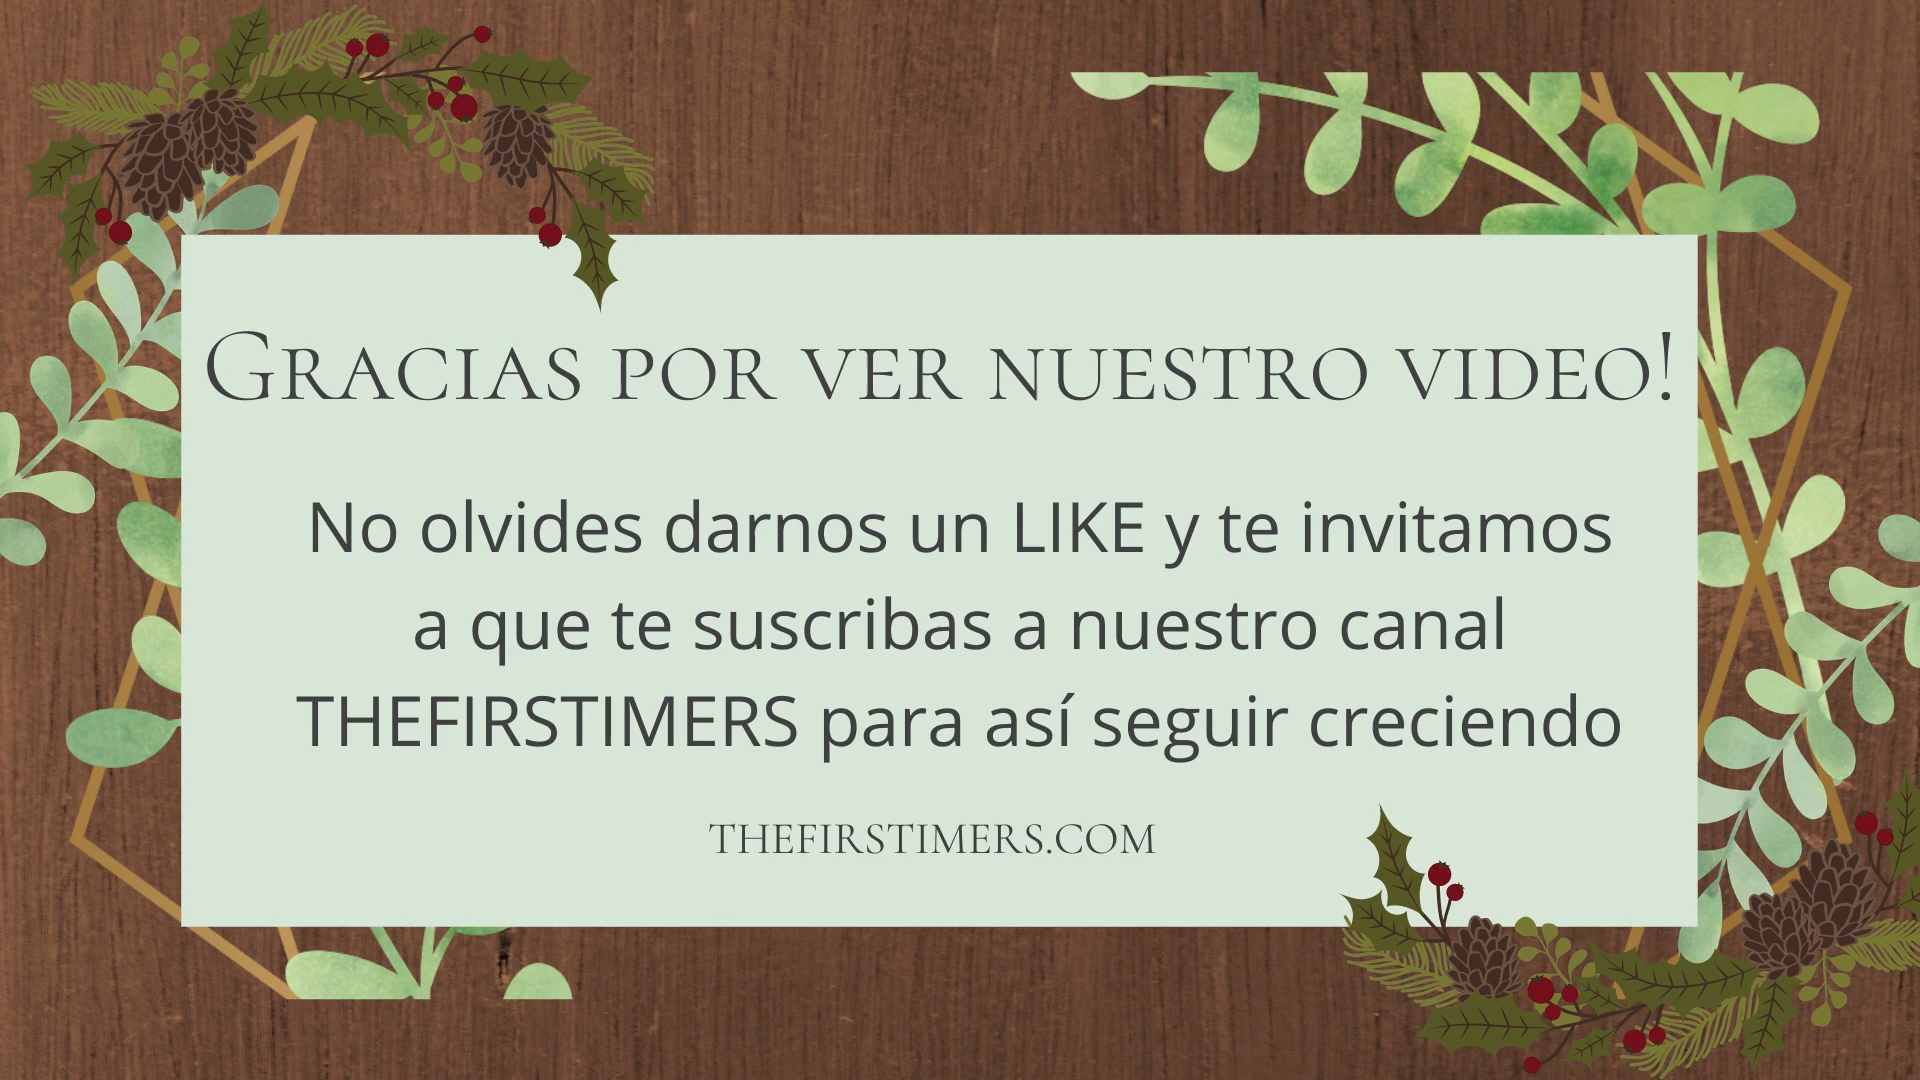 Gracias por ver nuestro video!
No olvides darnos un LIKE y te invitamos
a que te suscribas a nuestro canal
THEFIRSTIMERS para así seguir creciendo
THEFIRSTIMERS.COM